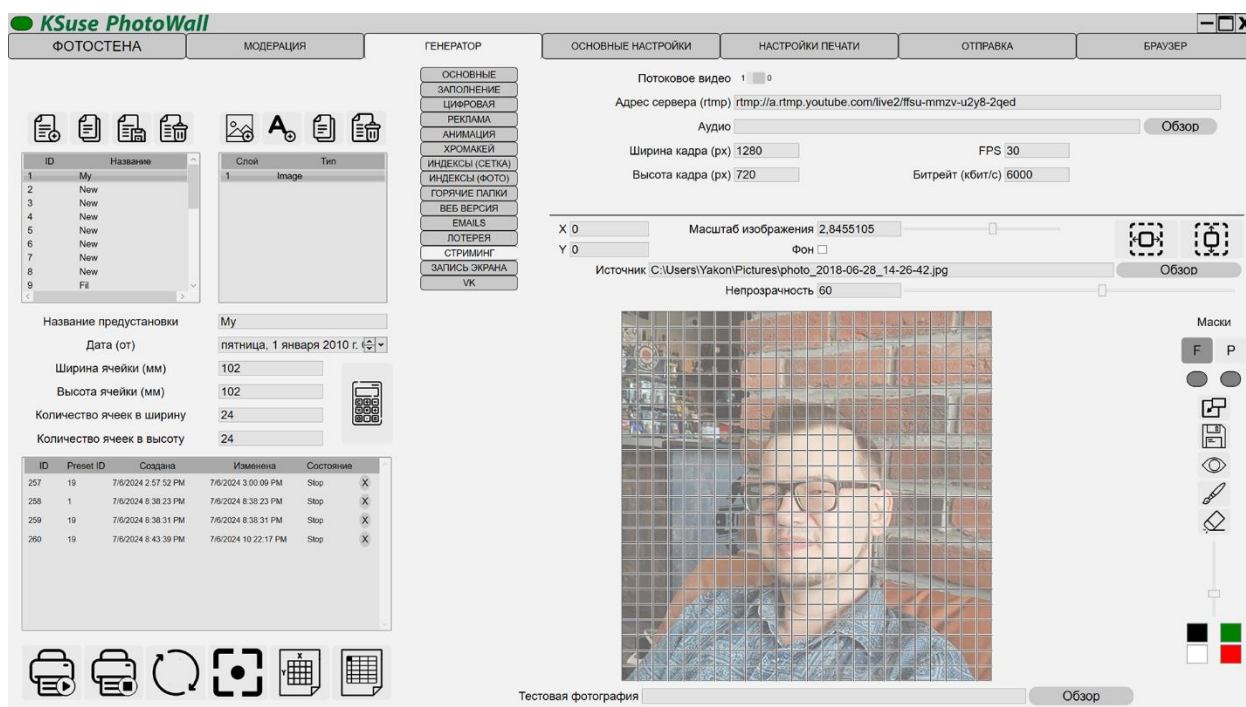 KSuse PhotoWall
ФОТОСТЕНА МОДЕРАЦИЯ ГЕНЕРАТОР ОСНОВНЫЕ НАСТРОЙКИ НАСТРОЙКИ ПЕЧАТИ ОТПРАВКА БРАУЗЕР
ID Название
1 My
2 New
3 New
4 New
5 New
6 New
7 New
8 New
9 Fil
Слой Тип
1 Image
Название предустановки My
Дата (от) пятница, 1 января 2010 г.
Ширина ячейки (мм) 102
Высота ячейки (мм) 102
Количество ячеек в ширину 24
Количество ячеек в высоту 24
ID Preset ID Создана Изменена Состояние
257 19 7/6/2024 2:57:52 PM 7/6/2024 3:00:09 PM Stop X
258 1 7/6/2024 8:38:23 PM 7/6/2024 8:38:23 PM Stop X
259 19 7/6/2024 8:38:31 PM 7/6/2024 8:38:31 PM Stop X
260 19 7/6/2024 8:43:39 PM 7/6/2024 10:22:17 PM Stop X
X
Y
ОСНОВНЫЕ
ЗАПОЛНЕНИЕ
ЦИФРОВАЯ
РЕКЛАМА
АНИМАЦИЯ
ХРОМАКЕЙ
ИНДЕКСЫ (СЕТКА)
ИНДЕКСЫ (ФОТО)
ГОРЯЧИЕ ПАПКИ
ВЕБ ВЕРСИЯ
EMAILS
ЛОТЕРЕЯ
СТРИМИНГ
ЗАПИСЬ ЭКРАНА
VK
Потоковое видео 1 0
Адрес сервера (rtmp) rtmp://a.rtmp.youtube.com/live2/ffsu-mmzv-u2y8-2qed
Аудио Обзор
Ширина кадра (px) 1280 FPS 30
Высота кадра (px) 720 Битрейт (кбит/с) 6000
X 0 Масштаб изображения 2,8455105
Y 0 Фон
Источник C:\Users\Yakon\Pictures\photo_2018-06-28_14-26-42.jpg Обзор
Непрозрачность 60
Маски
F P
Тестовая фотография Обзор